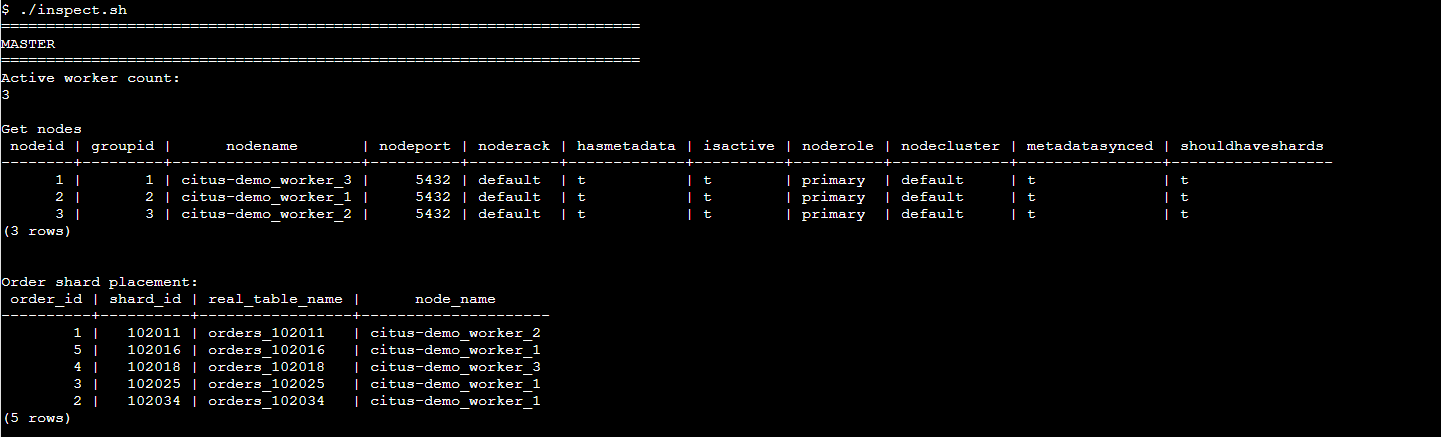 $ ./inspect.sh
=======================================================================
MASTER
=======================================================================
Active worker count:
3
Get nodes
 nodeid | groupid |      nodename       | nodeport | noderack | hasmetadata | isactive | noderole | nodecluster | metadatasynced | shouldhaveshards
--------+---------+---------------------+----------+----------+-------------+----------+----------+-------------+----------------+------------------
      1 |       1 | citus-demo_worker_3 |     5432 | default  | t           | t        | primary  | default     | t              | t
      2 |       2 | citus-demo_worker_1 |     5432 | default  | t           | t        | primary  | default     | t              | t
      3 |       3 | citus-demo_worker_2 |     5432 | default  | t           | t        | primary  | default     | t              | t
(3 rows)
Order shard placement:
 order_id | shard_id | real_table_name |      node_name
----------+----------+-----------------+---------------------
        1 |   102011 | orders_102011   | citus-demo_worker_2
        5 |   102016 | orders_102016   | citus-demo_worker_1
        4 |   102018 | orders_102018   | citus-demo_worker_3
        3 |   102025 | orders_102025   | citus-demo_worker_1
        2 |   102034 | orders_102034   | citus-demo_worker_1
(5 rows)